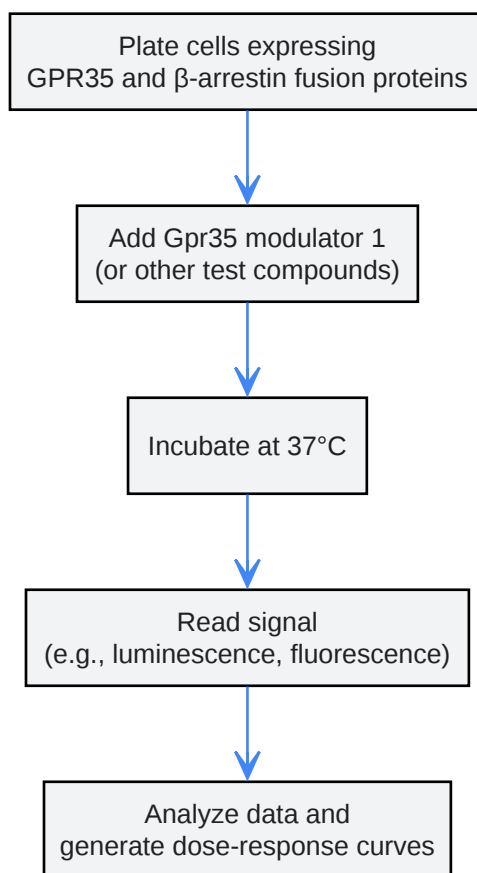 Plate cells expressing
GPR35 and β-arrestin fusion proteins
Add Gpr35 modulator 1
(or other test compounds)
Incubate at 37°C
Read signal
(e.g., luminescence, fluorescence)
Analyze data and
generate dose-response curves